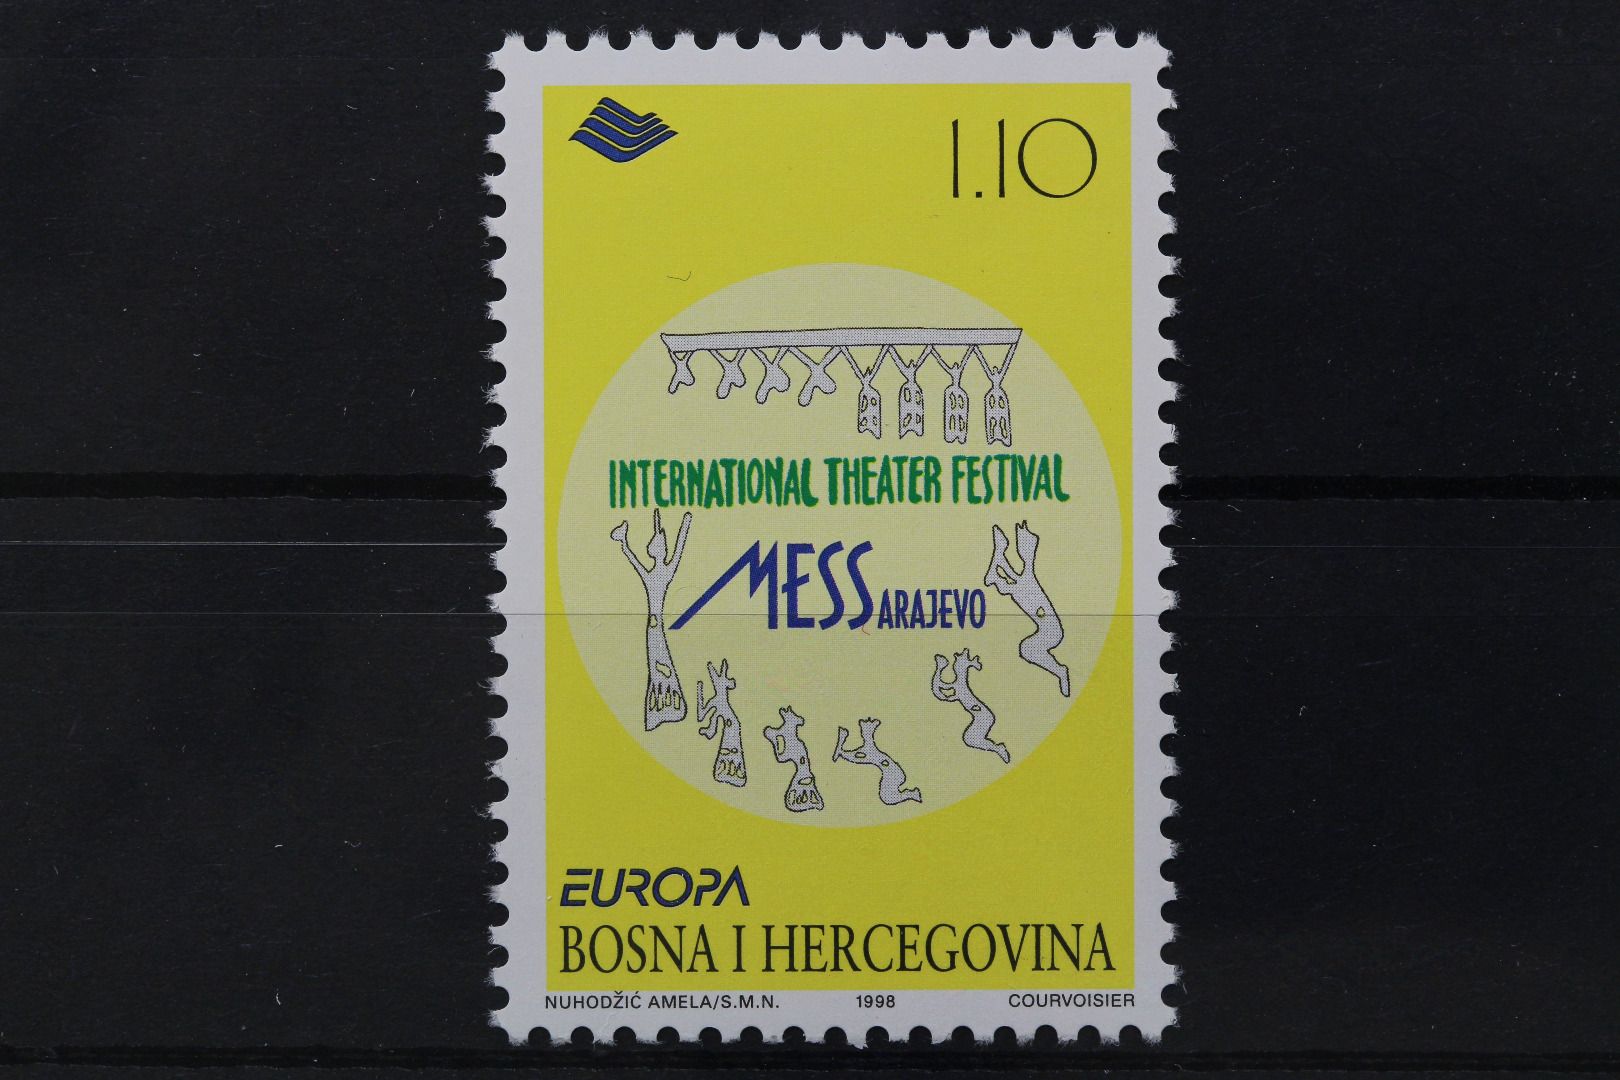 1.10
INTERNATIONAL THEATER FESTIVAL
MESSARAJEVO
EUROPA
BOSNA I HERCEGOVINA
NUHODŽIĆ AMELA/S.M.N. 1998 COURVOISIER